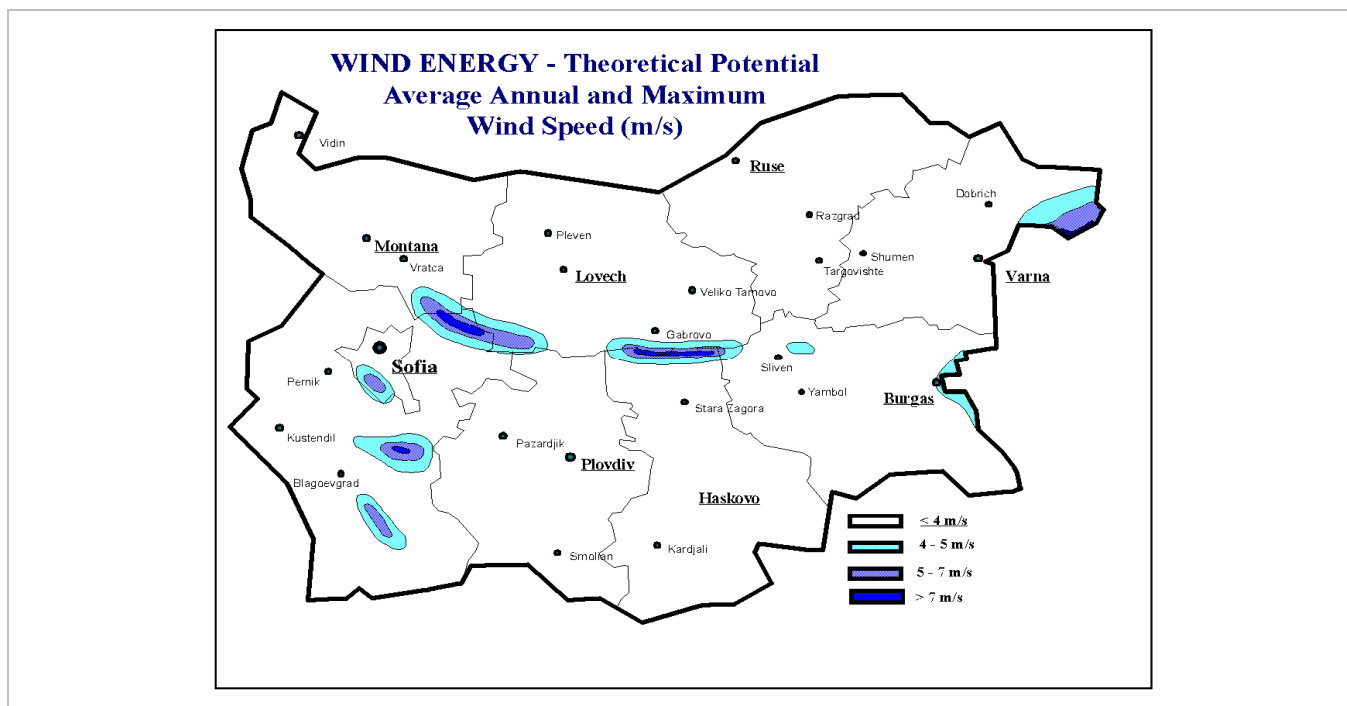 WIND ENERGY - Theoretical Potential
Average Annual and Maximum
Wind Speed (m/s)
Vidin
Ruse
Dobrich
Razgrad
Pleven
Montana
Shumen
Vratca
Targovishte
Lovech
Varna
Veliko Tarnovo
Gabrovo
Sofia
Sliven
Pernik
Yambol
Burgas
Stara Zagora
Kustendil
Pazardjik
Plovdiv
Blagoevgrad
Haskovo
Smolian
Kardjali
< 4 m/s
4 - 5 m/s
5 - 7 m/s
> 7 m/s